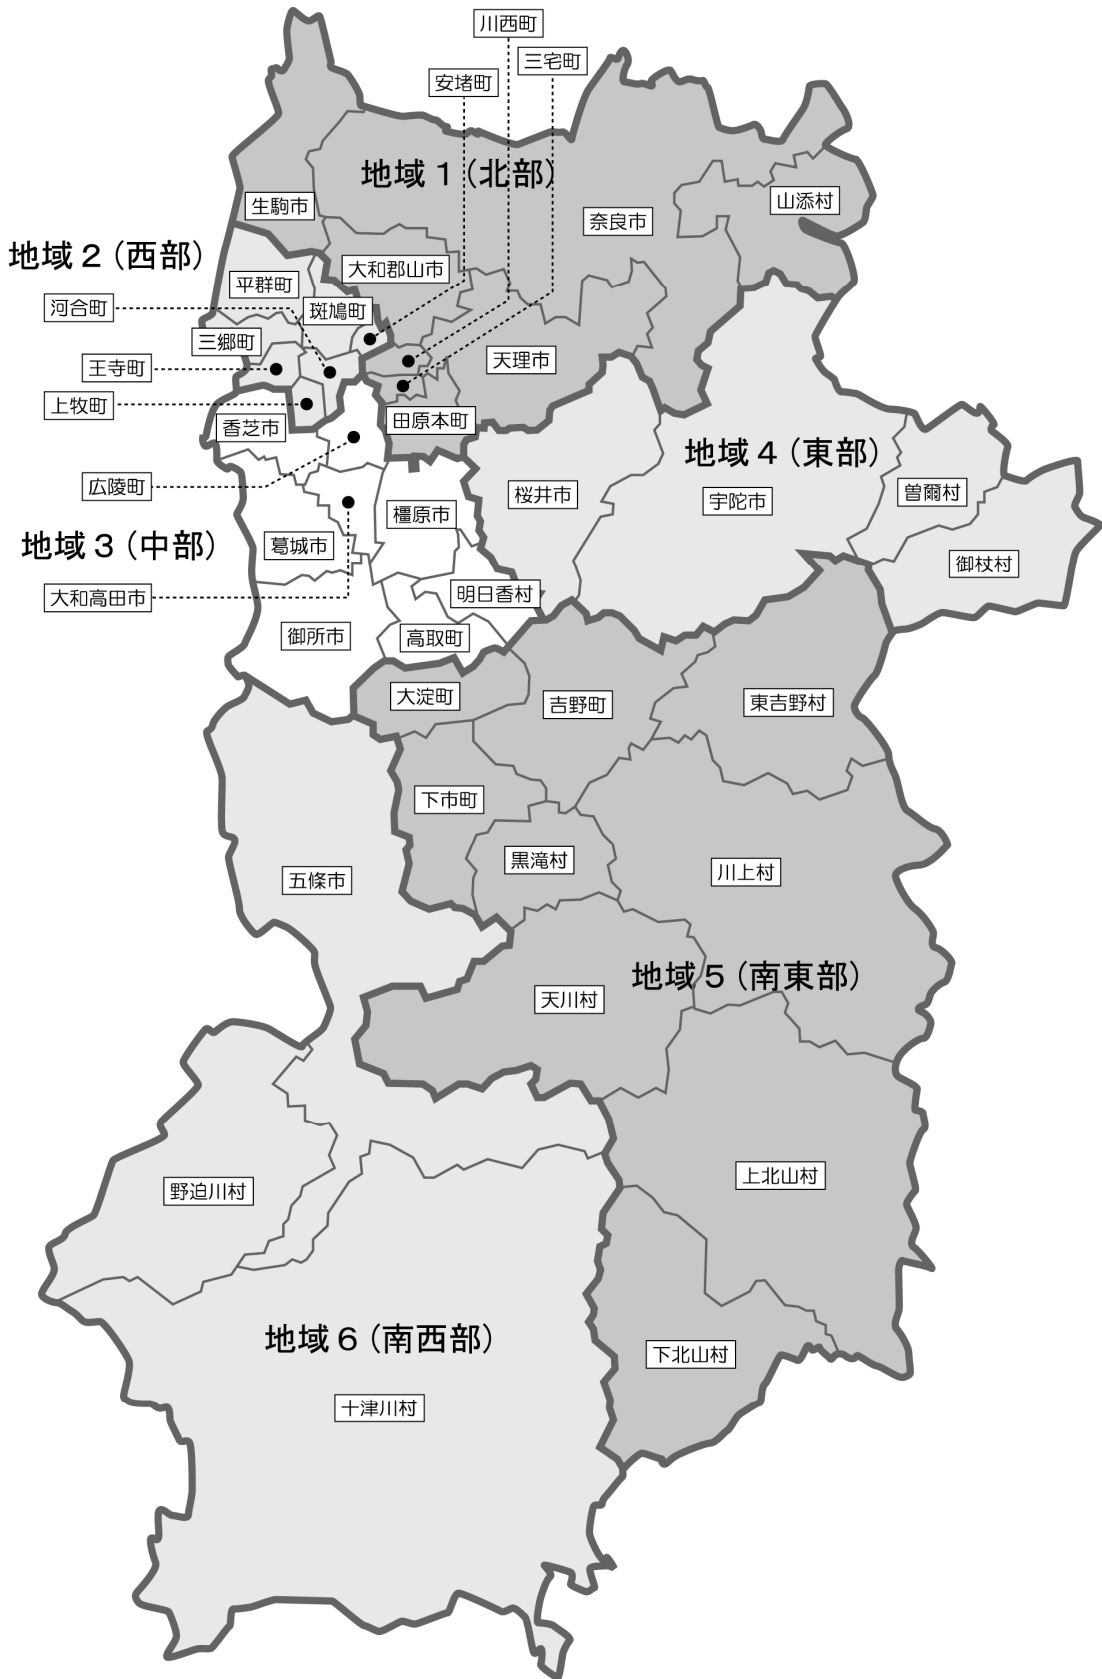 川西町
三宅町
安堵町
地域1(北部)
山添村
生駒市
奈良市
地域2(西部)
大和郡山市
平群町
河合町
斑鳩町
三郷町
天理市
王寺町
上牧町
香芝市
田原本町
地域4(東部)
広陵町
桜井市
宇陀市
曽爾村
橿原市
地域3(中部)
葛城市
御杖村
大和高田市
明日香村
御所市
高取町
大淀町
吉野町
東吉野村
下市町
黒滝村
川上村
五條市
地域5(南東部)
天川村
上北山村
野迫川村
地域6(南西部)
下北山村
十津川村